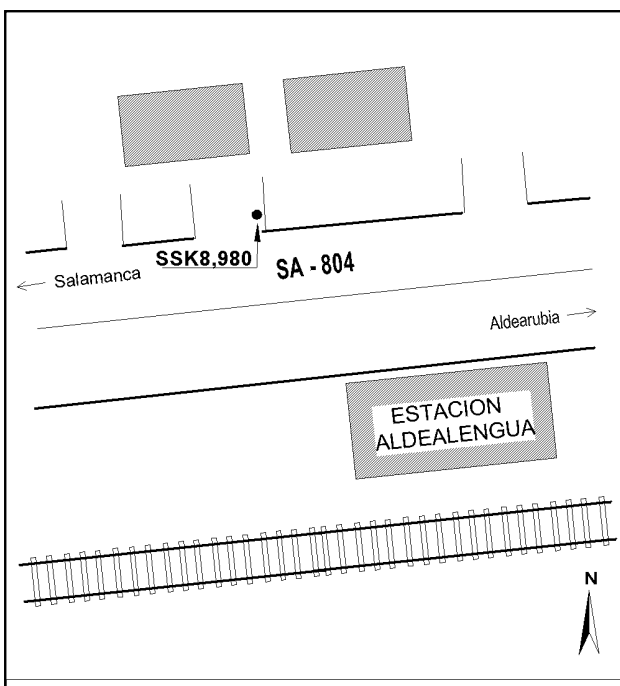 SSK8,980
SA - 804
Salamanca
Aldearubia
ESTACION
ALDEALENGUA
N